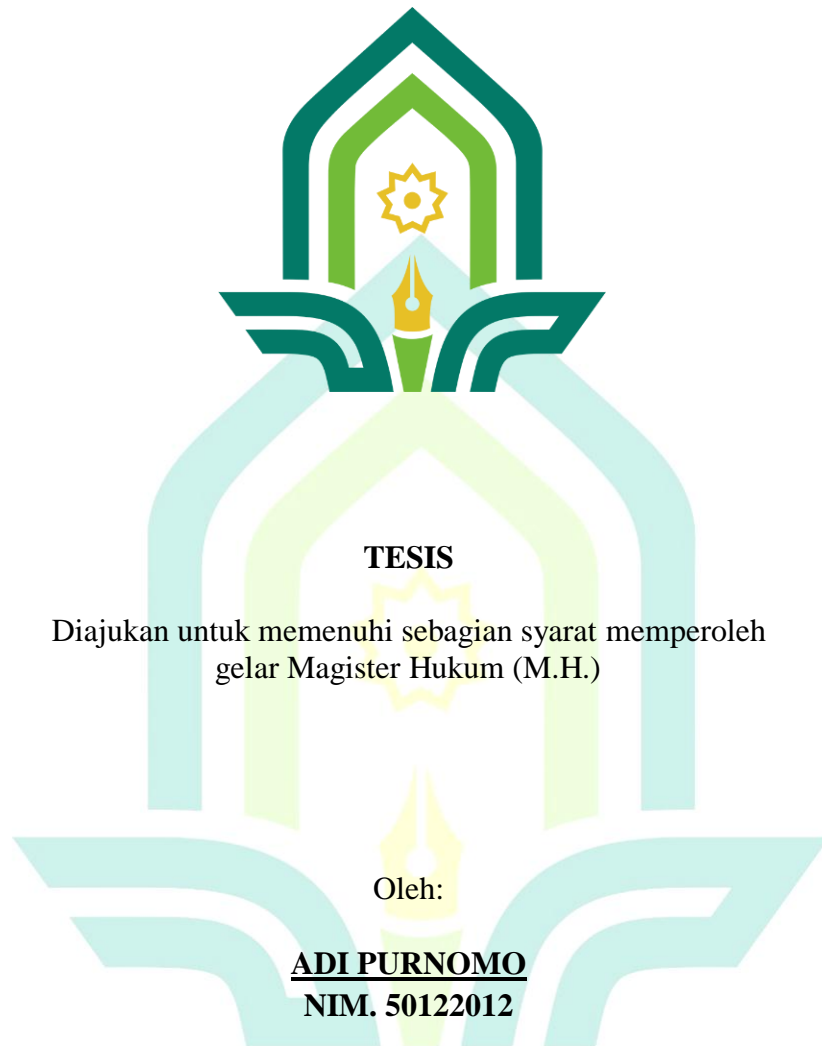 TESIS
Diajukan untuk memenuhi sebagian syarat memperoleh
gelar Magister Hukum (M.H.)
Oleh:
ADI PURNOMO
NIM. 50122012